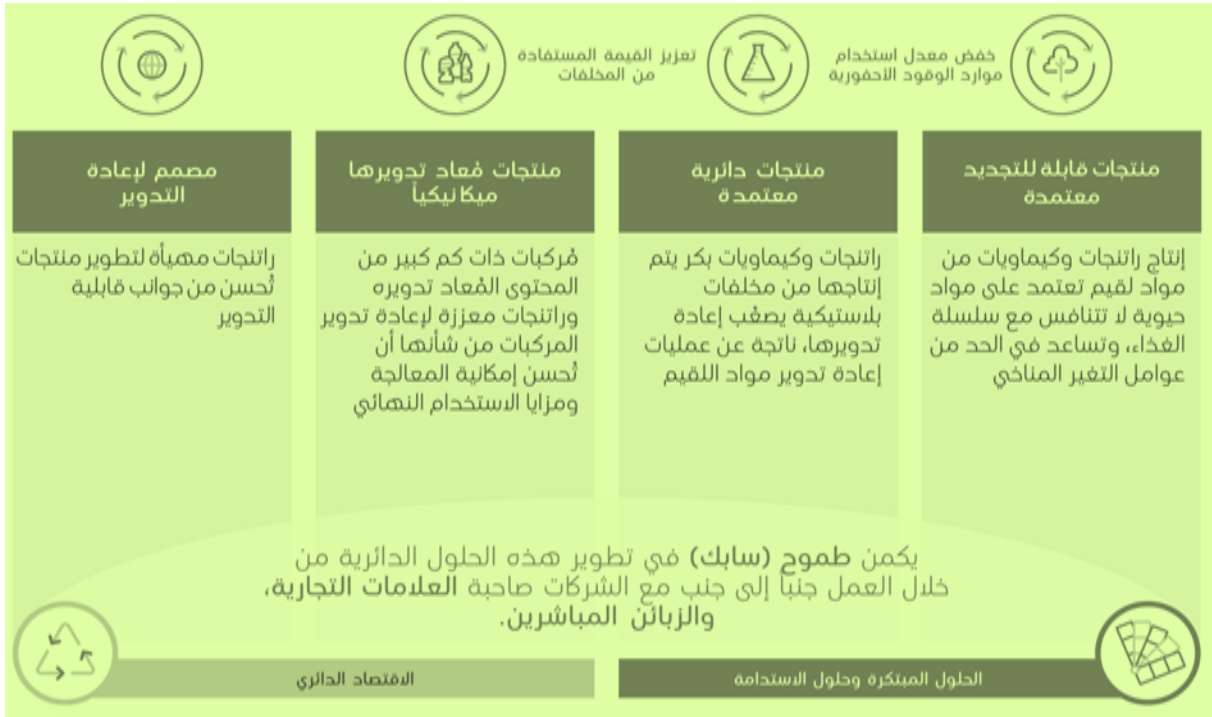 خفض معدل استخدام
موارد الوقود الأحفورية
تعزيز القيمة المستفادة
من المخلفات
منتجات قابلة للتجديد
معتمدة
إنتاج راتنجات وكيماويات من
مواد لقيم تعتمد على مواد
حيوية لا تتنافس مع سلسلة
الغذاء، وتساعد في الحد من
عوامل التغير المناخي
منتجات دائرية
معتمدة
راتنجات وكيماويات بكر يتم
إنتاجها من مخلفات
بلاستيكية يصعُب إعادة
تدويرها، ناتجة عن عمليات
إعادة تدوير مواد اللقيم
منتجات مُعاد تدويرها
ميكانيكياً
مُركبات ذات كم كبير من
المحتوى المُعاد تدويره
وراتنجات معززة لإعادة تدوير
المركبات من شأنها أن
تُحسن إمكانية المعالجة
ومزايا الاستخدام النهائي
مصمم لإعادة
التدوير
راتنجات مهيأة لتطوير منتجات
تُحسن من جوانب قابلية
التدوير
يكمن طموح (سابك) في تطوير هذه الحلول الدائرية من
خلال العمل جنباً إلى جنب مع الشركات صاحبة العلامات التجارية،
والزبائن المباشرين.
الحلول المبتكرة وحلول الاستدامة
الاقتصاد الدائري